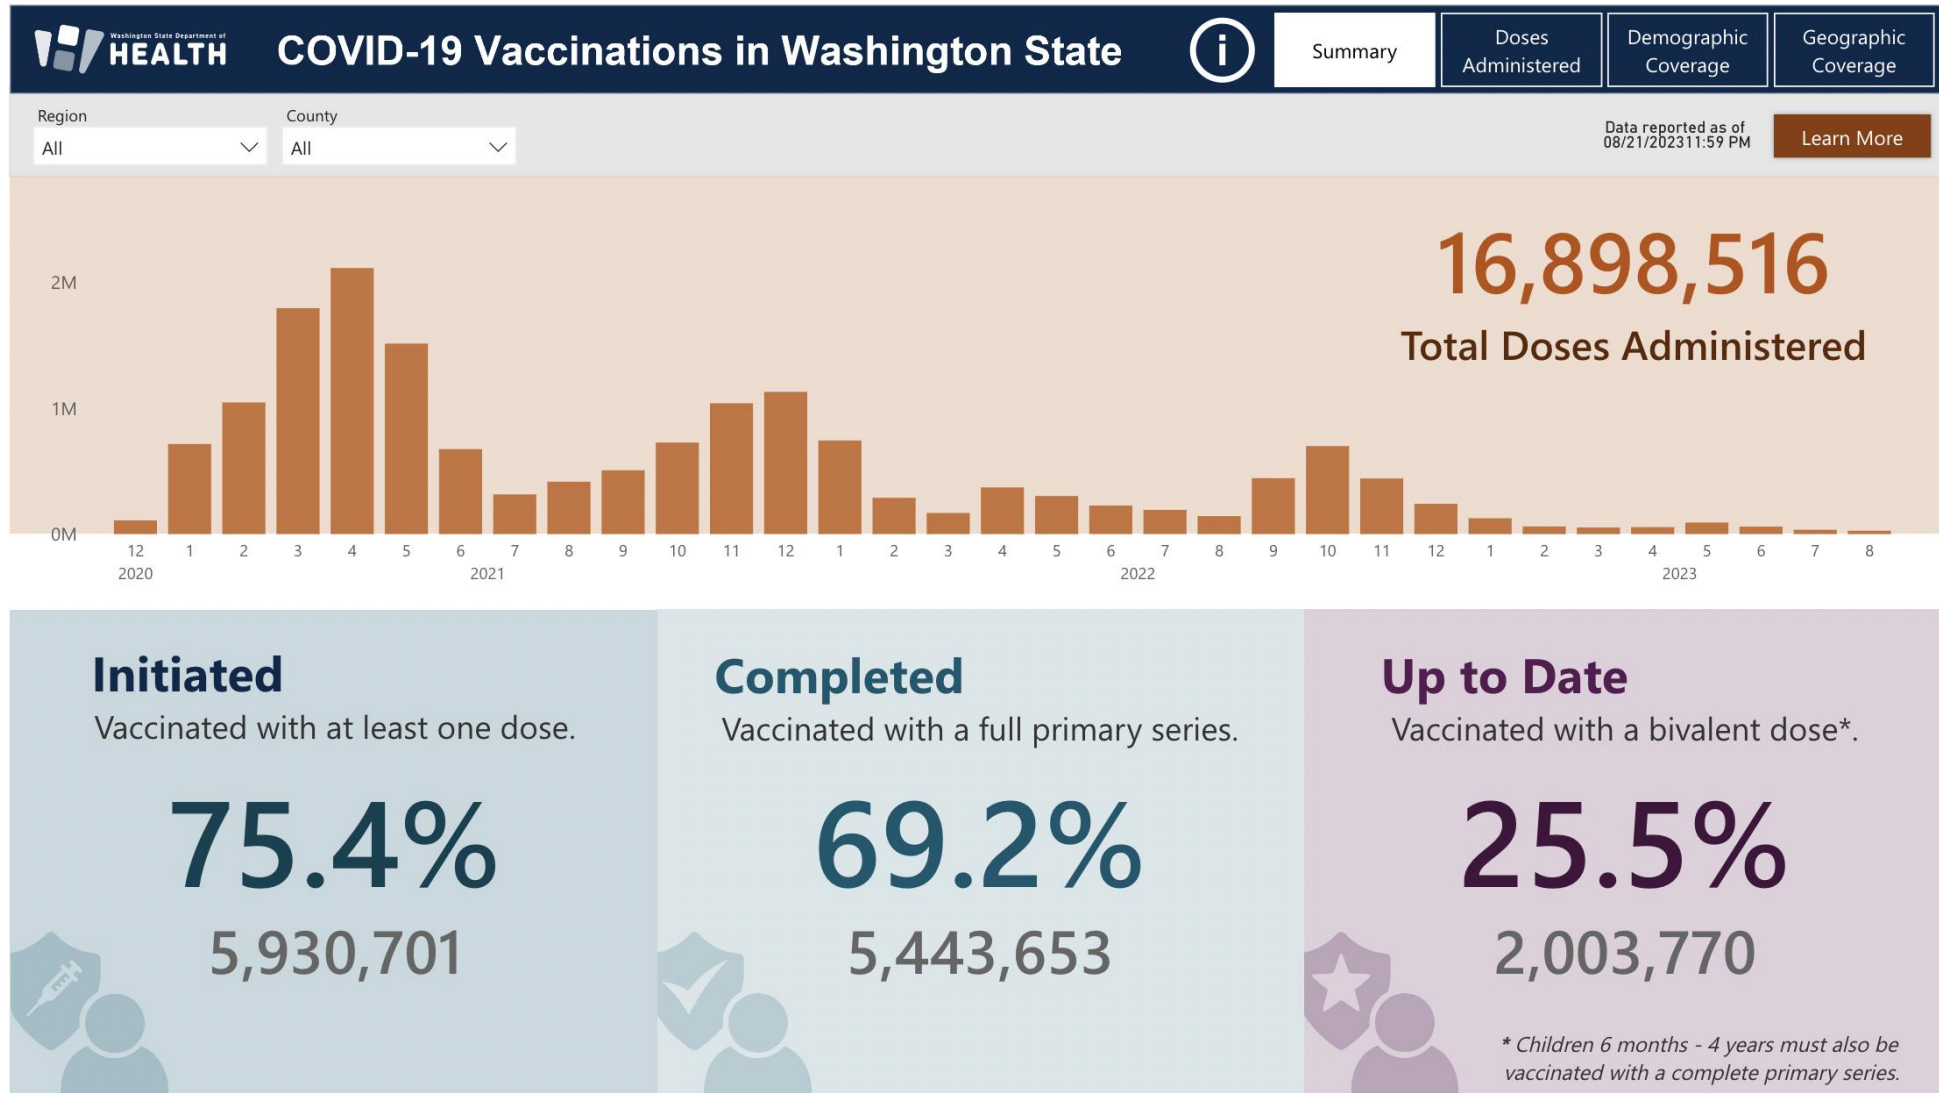 Washington State Department of
HEALTH
COVID-19 Vaccinations in Washington State
i
Summary
Doses
Administered
Demographic
Coverage
Geographic
Coverage
Region
All
County
All
Data reported as of
08/21/202311:59 PM
Learn More
16,898,516
Total Doses Administered
2M
1M
0M
12 1 2 3 4 5 6 7 8 9 10 11 12 1 2 3 4 5 6 7 8 9 10 11 12 1 2 3 4 5 6 7 8
2020 2021 2022 2023
Initiated
Vaccinated with at least one dose.
75.4%
5,930,701
Completed
Vaccinated with a full primary series.
69.2%
5,443,653
Up to Date
Vaccinated with a bivalent dose*.
25.5%
2,003,770
* Children 6 months - 4 years must also be
vaccinated with a complete primary series.